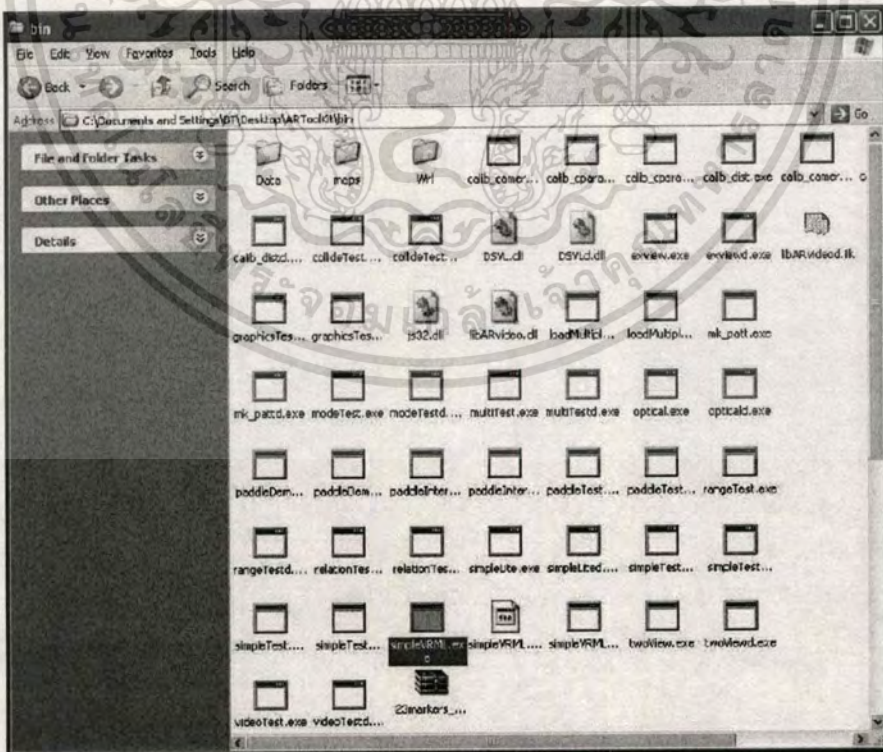 bin
File Edit View Favorites Tools Help
Back Search Folders
Address C:\Documents and Settings\GT\Desktop\ARToolKit\bin Go
File and Folder Tasks
Other Places
Details
Data maps Wrl calib_camer... calib_cpara... calib_cpara... calib_dist.exe calib_camer...
calib_distd.... collideTest.... collideTest.... DSVL.dll DSVLd.dll exview.exe exviewd.exe libARvideod.ilk
graphicsTes... graphicsTes... js32.dll libARvideo.dll loadMultipl... loadMultipl... mk_patt.exe
mk_pattd.exe modeTest.exe modeTestd.... multiTest.exe multiTestd.exe optical.exe opticald.exe
paddleDem... paddleDem... paddleInter... paddleInter... paddleTest.... paddleTest... rangeTest.exe
rangeTestd.... relationTes... relationTes... simpleLite.exe simpleLited.... simpleTest.... simpleTest...
simpleTest.... simpleTest... simpleVRML.exe simpleVRML.... simpleVRML... twoView.exe twoViewd.exe
videoTest.exe videoTestd.... 23markers_...